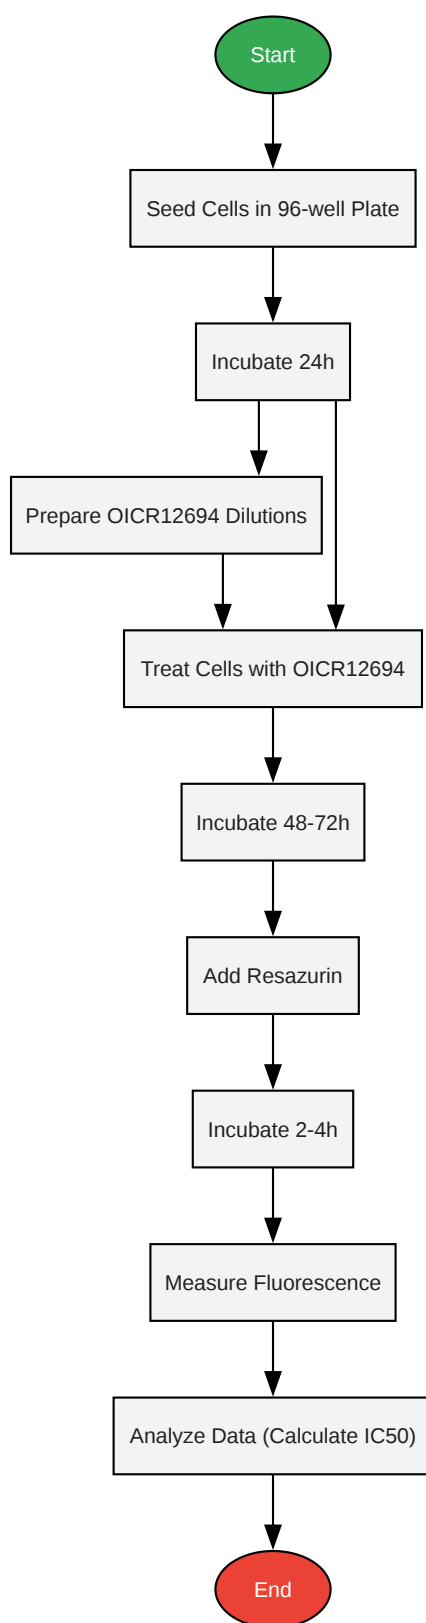 Start
Seed Cells in 96-well Plate
Incubate 24h
Prepare OICR12694 Dilutions
Treat Cells with OICR12694
Incubate 48-72h
Add Resazurin
Incubate 2-4h
Measure Fluorescence
Analyze Data (Calculate IC50)
End